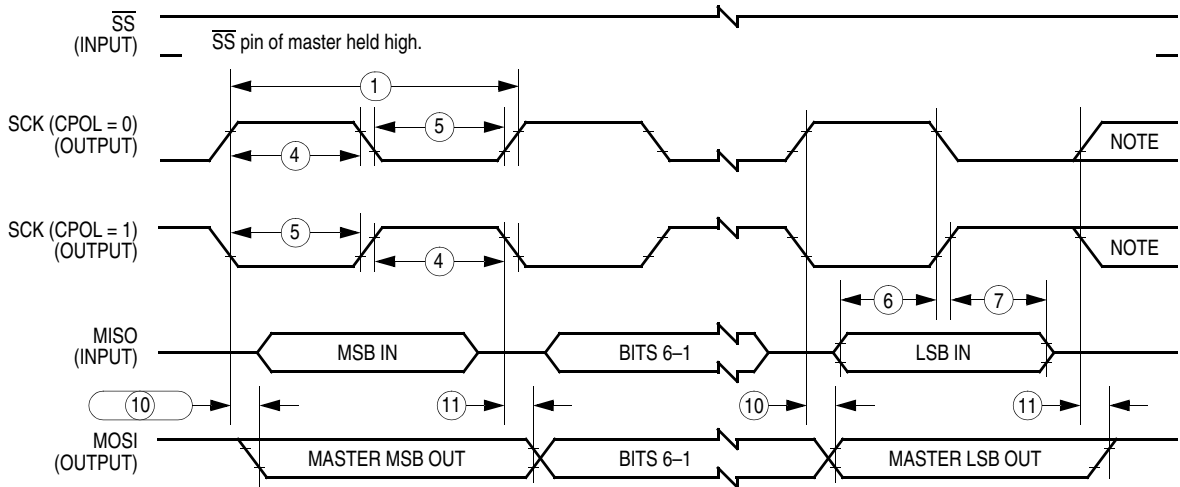 SS
(INPUT)
SS pin of master held high.
1
SCK (CPOL = 0)
(OUTPUT)
5
4
NOTE
SCK (CPOL = 1)
(OUTPUT)
5
4
NOTE
6
7
MISO
(INPUT)
MSB IN
BITS 6–1
LSB IN
10
11
10
11
MOSI
(OUTPUT)
MASTER MSB OUT
BITS 6–1
MASTER LSB OUT